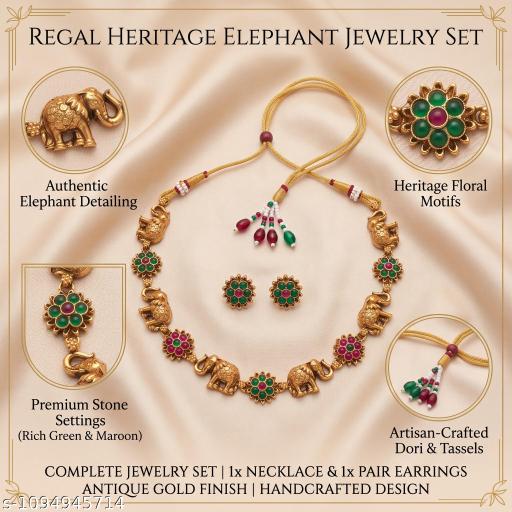 REGAL HERITAGE ELEPHANT JEWELRY SET
Authentic
Elephant Detailing
Heritage Floral
Motifs
Premium Stone
Settings
(Rich Green & Maroon)
Artisan-Crafted
Dori & Tassels
COMPLETE JEWELRY SET | 1X NECKLACE & 1X PAIR EARRINGS
ANTIQUE GOLD FINISH | HANDCRAFTED DESIGN
s-1094945714